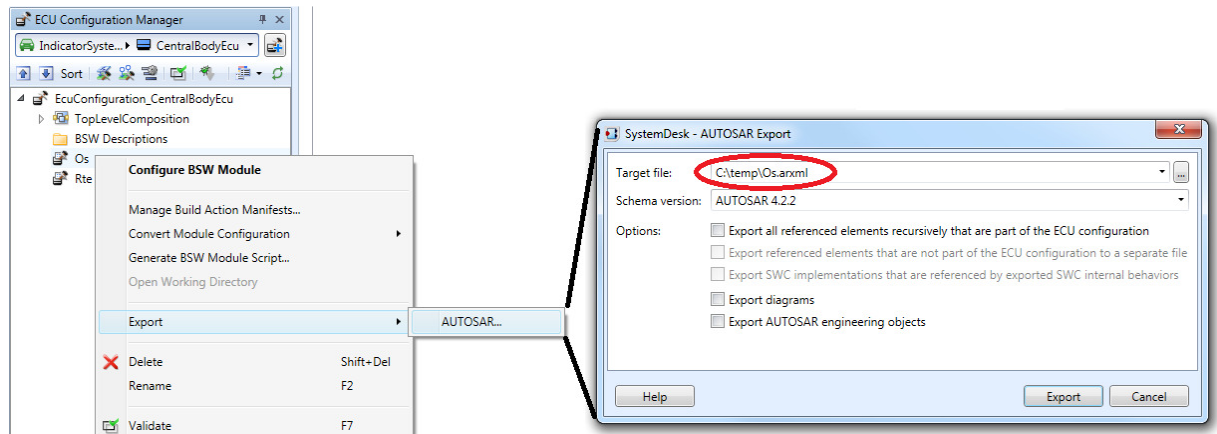 ECU Configuration Manager
IndicatorSyste... CentralBodyEcu
Sort
EcuConfiguration_CentralBodyEcu
TopLevelComposition
BSW Descriptions
Os
Rte
Configure BSW Module
Manage Build Action Manifests...
Convert Module Configuration
Generate BSW Module Script...
Open Working Directory
Export
AUTOSAR...
Delete Shift+Del
Rename F2
Validate F7
SystemDesk - AUTOSAR Export
Target file: C:\temp\Os.arxml ...
Schema version: AUTOSAR 4.2.2
Options: Export all referenced elements recursively that are part of the ECU configuration
Export referenced elements that are not part of the ECU configuration to a separate file
Export SWC implementations that are referenced by exported SWC internal behaviors
Export diagrams
Export AUTOSAR engineering objects
Help Export Cancel